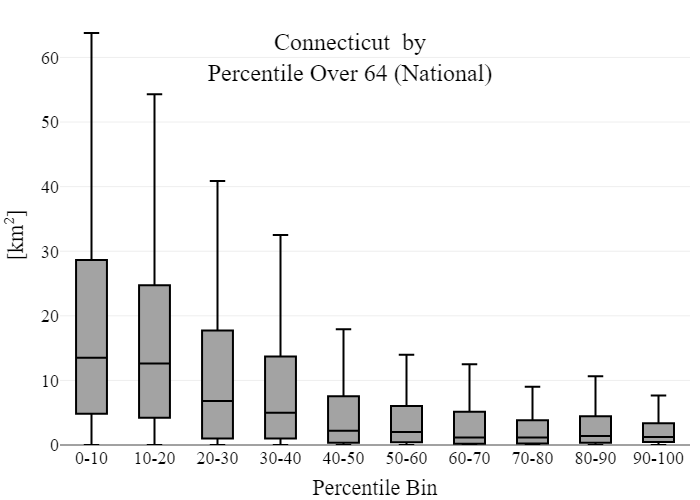 Connecticut by
Percentile Over 64 (National)
[km²]
60
50
40
30
20
10
0
0-10 10-20 20-30 30-40 40-50 50-60 60-70 70-80 80-90 90-100
Percentile Bin